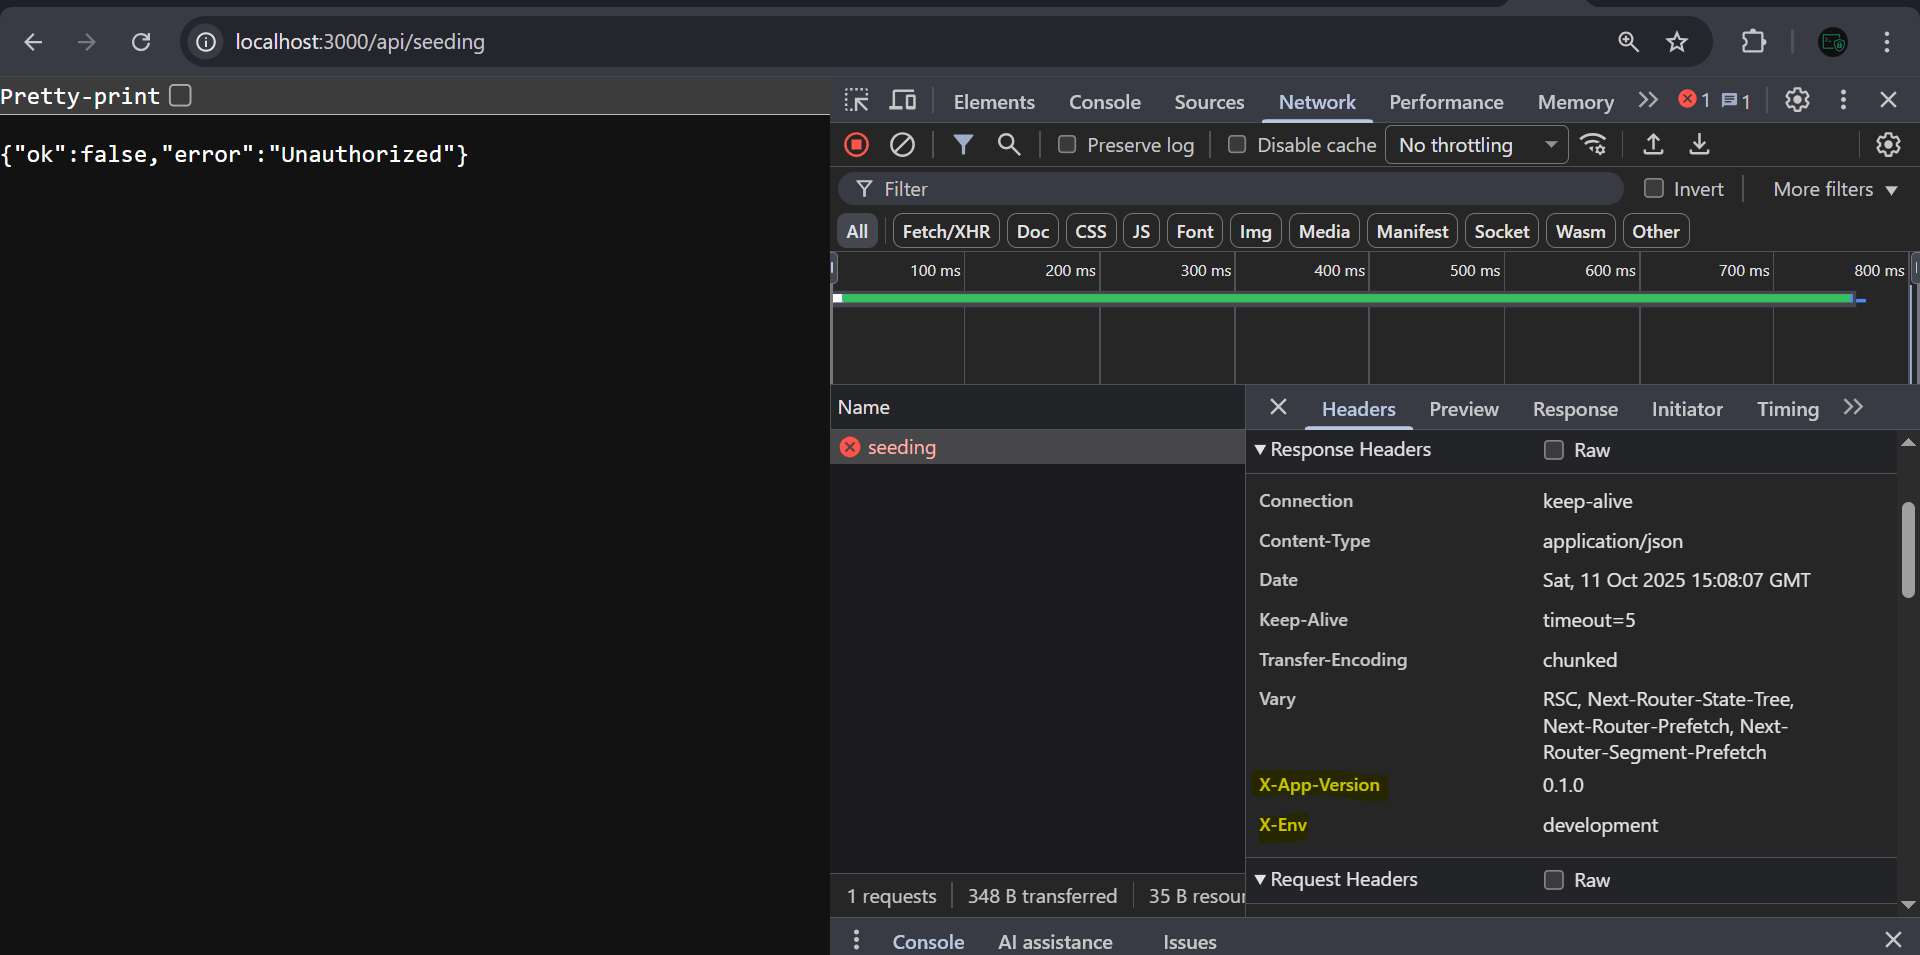 localhost:3000/api/seeding
Pretty-print
{"ok":false,"error":"Unauthorized"}
Elements Console Sources Network Performance Memory 1 1
Preserve log Disable cache No throttling
Filter Invert More filters
All Fetch/XHR Doc CSS JS Font Img Media Manifest Socket Wasm Other
100 ms 200 ms 300 ms 400 ms 500 ms 600 ms 700 ms 800 ms
Name
seeding
Headers Preview Response Initiator Timing
Response Headers Raw
Connection keep-alive
Content-Type application/json
Date Sat, 11 Oct 2025 15:08:07 GMT
Keep-Alive timeout=5
Transfer-Encoding chunked
Vary RSC, Next-Router-State-Tree,
Next-Router-Prefetch, Next-
Router-Segment-Prefetch
X-App-Version 0.1.0
X-Env development
Request Headers Raw
1 requests 348 B transferred 35 B resour
Console AI assistance Issues